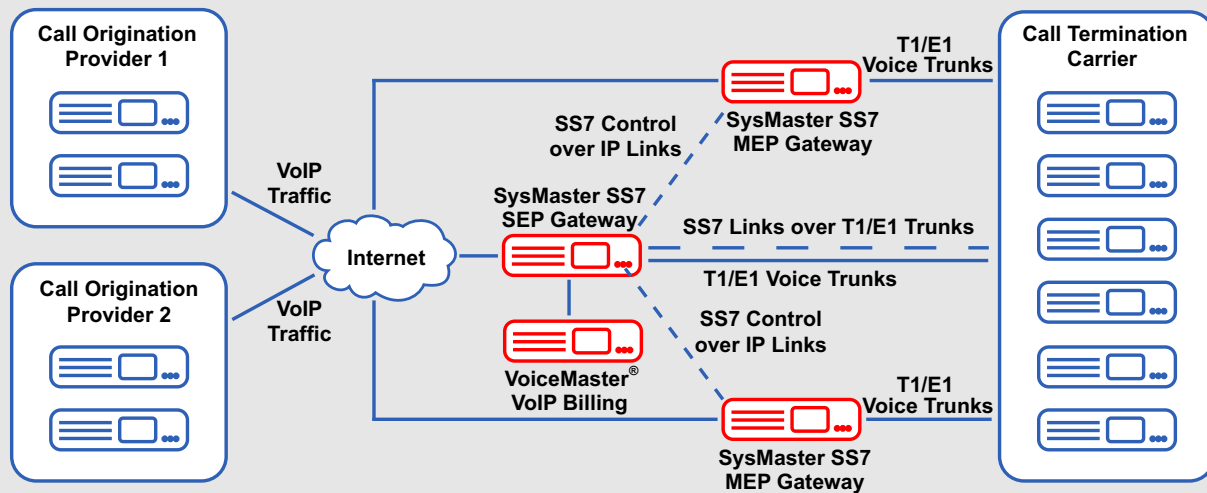 Call Origination
Provider 1
VoIP
Traffic
Call Origination
Provider 2
VoIP
Traffic
Internet
SS7 Control
over IP Links
SysMaster SS7
SEP Gateway
VoiceMaster®
VoIP Billing
SysMaster SS7
MEP Gateway
T1/E1
Voice Trunks
SS7 Links over T1/E1 Trunks
T1/E1 Voice Trunks
SS7 Control
over IP Links
T1/E1
Voice Trunks
SysMaster SS7
MEP Gateway
Call Termination
Carrier